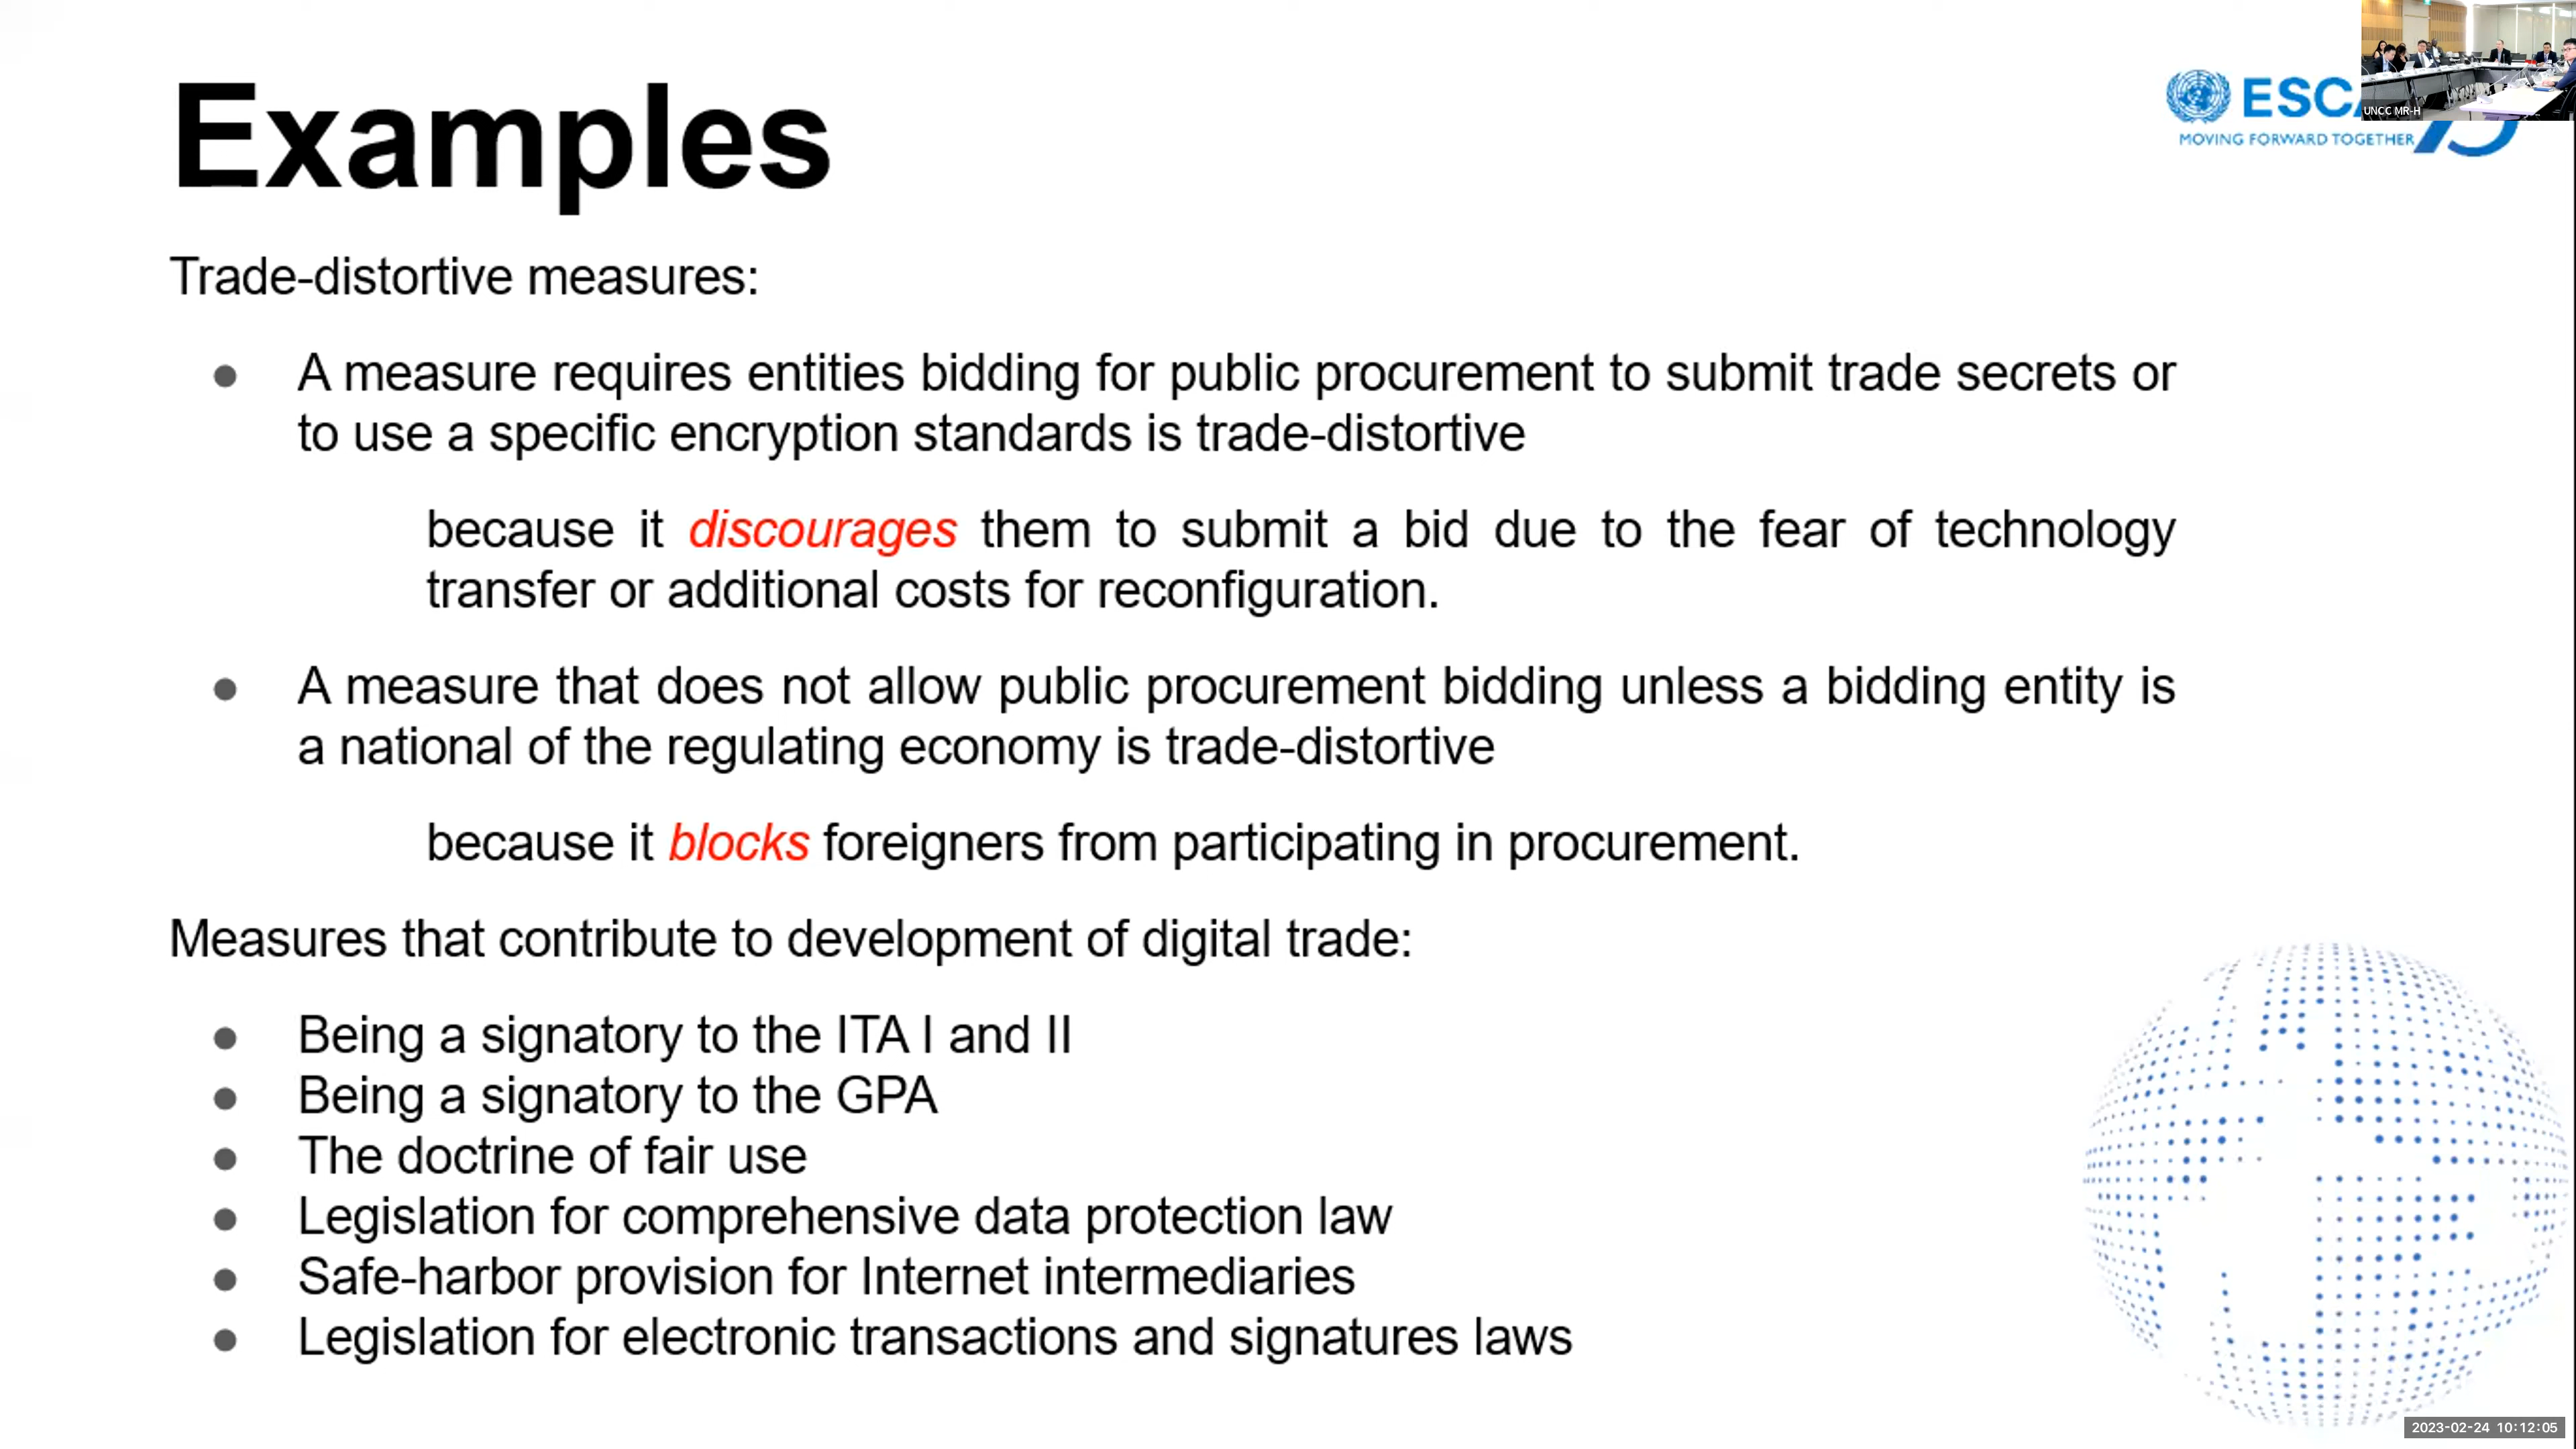 Examples
ESC
MOVING FORWARD TOGETHER
UNCC MR-H
Trade-distortive measures:
● A measure requires entities bidding for public procurement to submit trade secrets or
to use a specific encryption standards is trade-distortive
because it discourages them to submit a bid due to the fear of technology
transfer or additional costs for reconfiguration.
● A measure that does not allow public procurement bidding unless a bidding entity is
a national of the regulating economy is trade-distortive
because it blocks foreigners from participating in procurement.
Measures that contribute to development of digital trade:
● Being a signatory to the ITA I and II
● Being a signatory to the GPA
● The doctrine of fair use
● Legislation for comprehensive data protection law
● Safe-harbor provision for Internet intermediaries
● Legislation for electronic transactions and signatures laws
2023-02-24 10:12:05